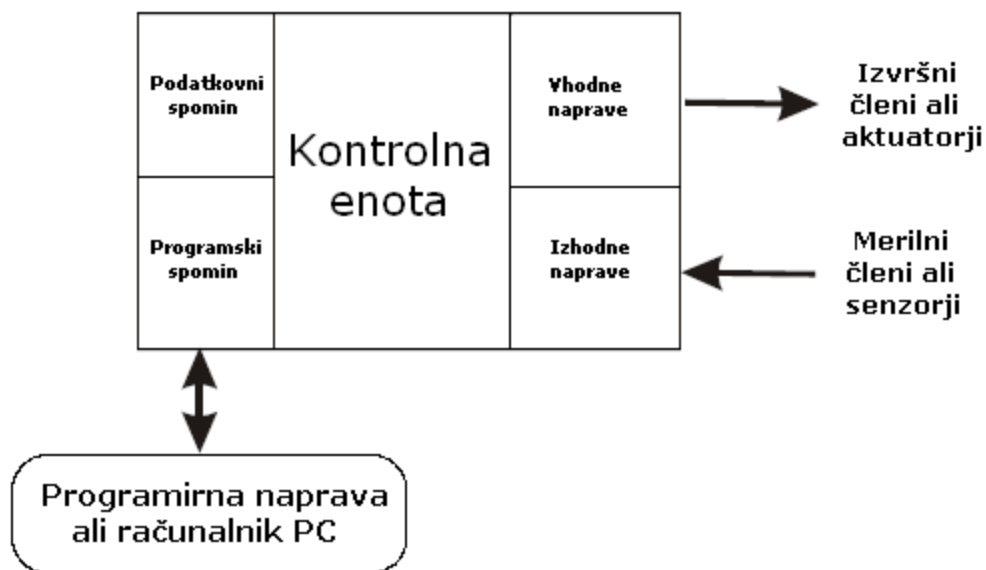 Podatkovni
spomin
Programski
spomin
Kontrolna
enota
Vhodne
naprave
Izhodne
naprave
Izvršni
členi ali
aktuatorji
Merilni
členi ali
senzorji
Programirna naprava
ali računalnik PC